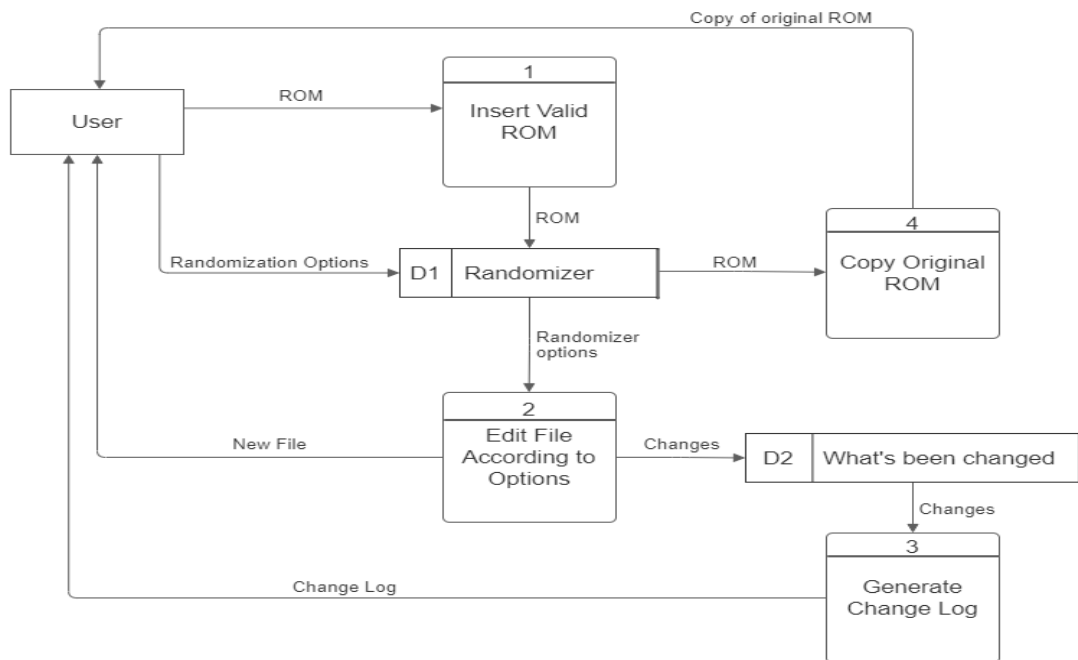 Copy of original ROM
1
ROM
Insert Valid
ROM
User
ROM
4
Randomization Options
D1
Randomizer
ROM
Copy Original
ROM
Randomizer
options
2
New File
Edit File
According to
Options
Changes
D2
What's been changed
Changes
3
Change Log
Generate
Change Log